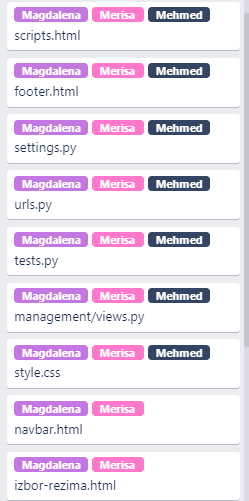 Magdalena Merisa Mehmed
scripts.html
Magdalena Merisa Mehmed
footer.html
Magdalena Merisa Mehmed
settings.py
Magdalena Merisa Mehmed
urls.py
Magdalena Merisa Mehmed
tests.py
Magdalena Merisa Mehmed
management/views.py
Magdalena Merisa Mehmed
style.css
Magdalena Merisa
navbar.html
Magdalena Merisa
izbor-rezima.html